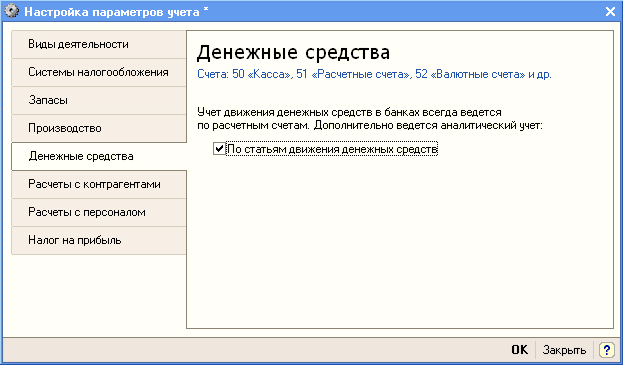 Настройка параметров учета *
Виды деятельности
Системы налогообложения
Запасы
Производство
Денежные средства
Расчеты с контрагентами
Расчеты с персоналом
Налог на прибыль
Денежные средства
Счета: 50 «Касса», 51 «Расчетные счета», 52 «Валютные счета» и др.
Учет движения денежных средств в банках всегда ведется
по расчетным счетам. Дополнительно ведется аналитический учет:
По статьям движения денежных средств
OK Закрыть ?